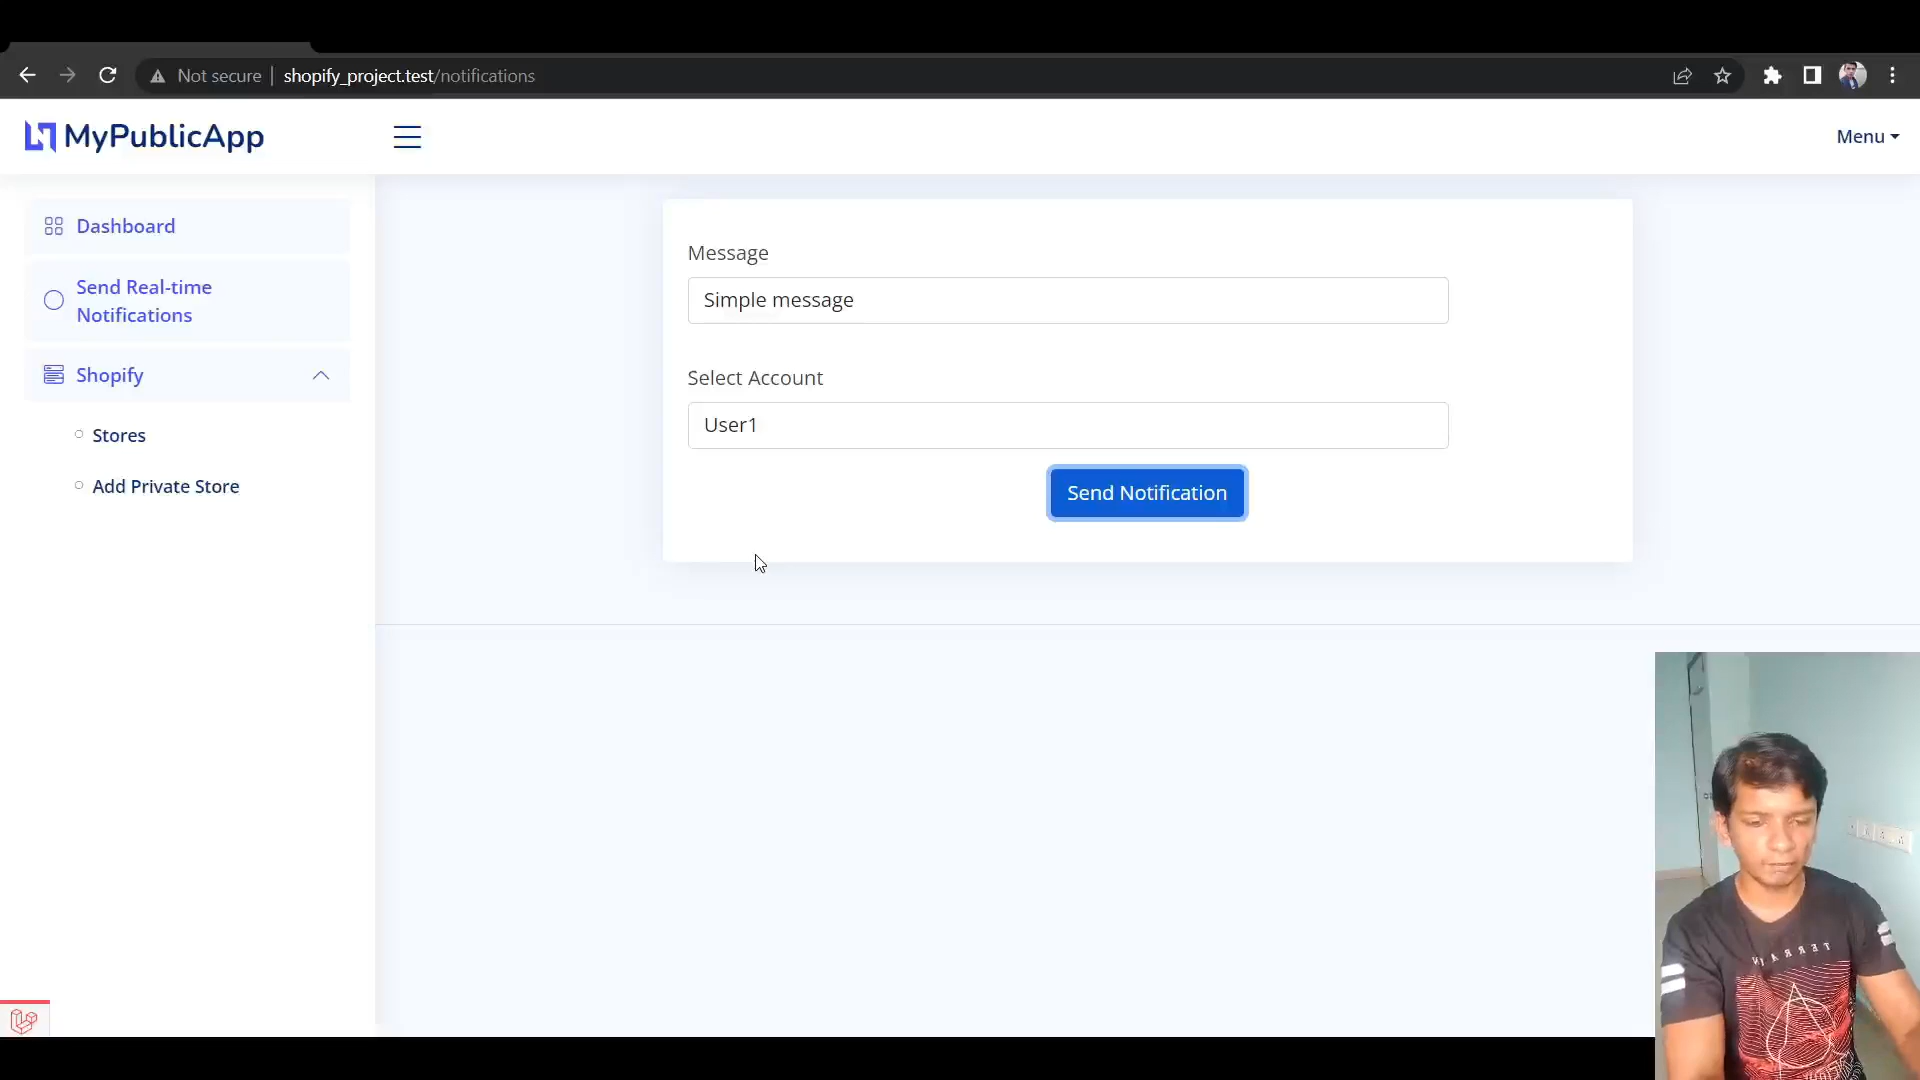 Not secure | shopify_project.test/notifications
MyPublicApp
Menu
Dashboard
Send Real-time
Notifications
Shopify
Stores
Add Private Store
Message
Simple message
Select Account
User1
Send Notification